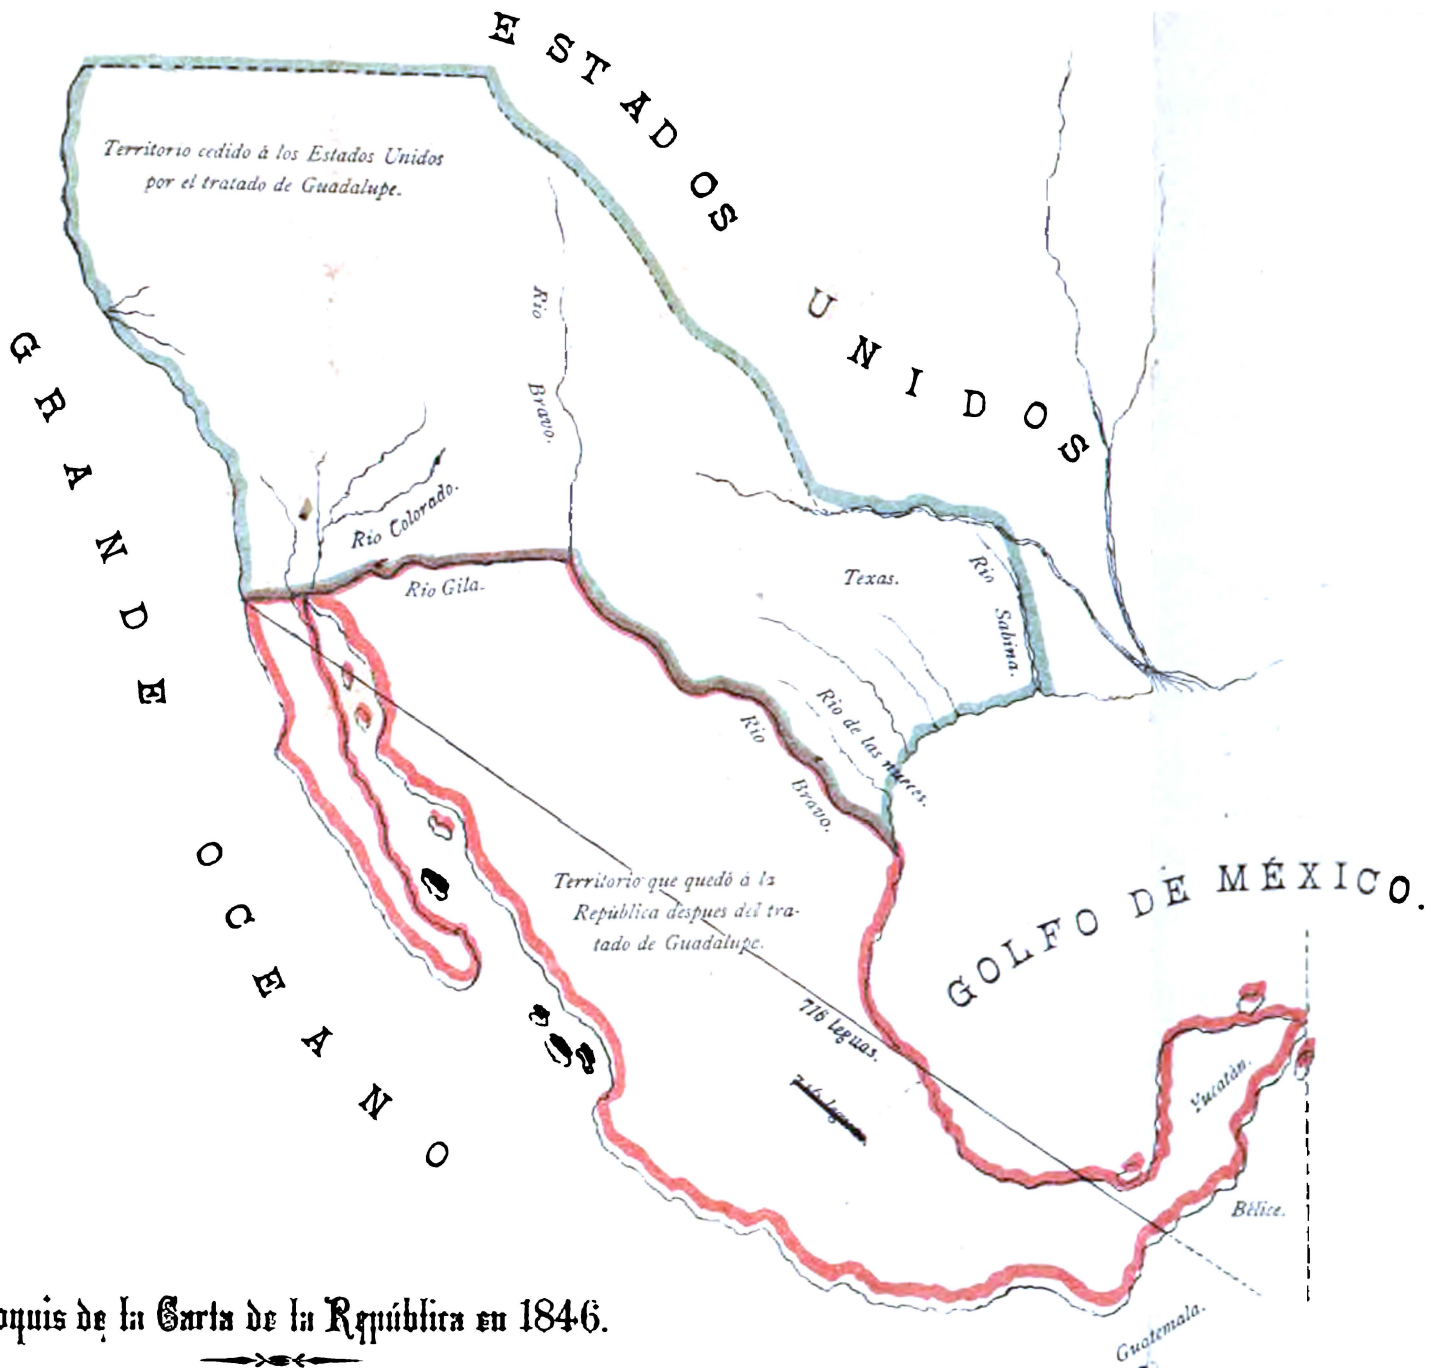 ESTADOS UNIDOS
Territorio cedido à los Estados Unidos
por el tratado de Guadalupe.
Rio Bravo.
GRANDE OCEANO
Rio Colorado.
Rio Gila.
Texas.
Rio Sabina.
Rio de las nueces.
Rio Bravo.
Territorio que quedó à la
República despues del tra-
tado de Guadalupe.
GOLFO DE MÉXICO.
716 leguas.
Yucatán.
Bélice.
Guatemala.
oquis de la Carta de la República en 1846.